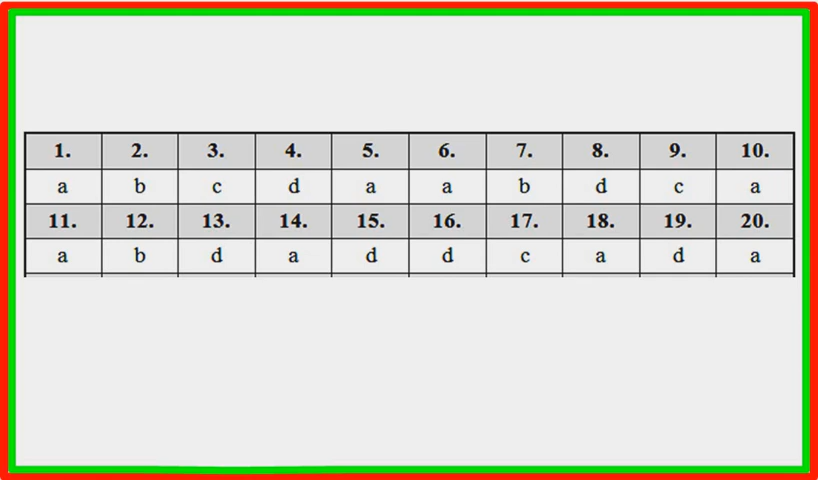 1. 2. 3. 4. 5. 6. 7. 8. 9. 10.
a b c d a a b d c a
11. 12. 13. 14. 15. 16. 17. 18. 19. 20.
a b d a d d c a d a